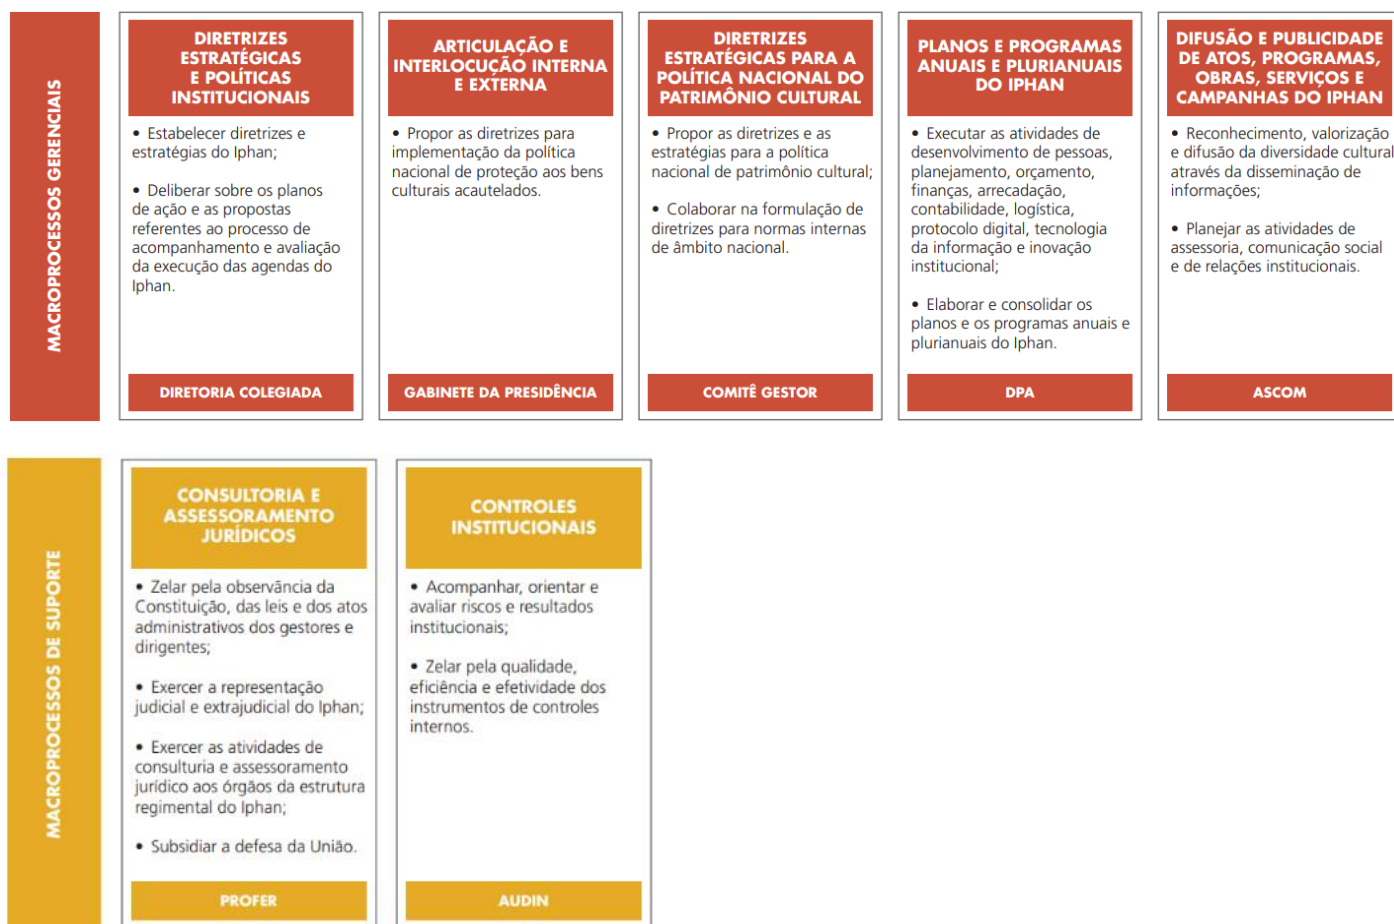 MACROPROCESSOS GERENCIAIS
DIRETRIZES
ESTRATÉGICAS
E POLÍTICAS
INSTITUCIONAIS
• Estabelecer diretrizes e
estratégias do Iphan;
• Deliberar sobre os planos
de ação e as propostas
referentes ao processo de
acompanhamento e avaliação
da execução das agendas do
Iphan.
DIRETORIA COLEGIADA
ARTICULAÇÃO E
INTERLOCUÇÃO INTERNA
E EXTERNA
• Propor as diretrizes para
implementação da política
nacional de proteção aos bens
culturais acautelados.
GABINETE DA PRESIDÊNCIA
DIRETRIZES
ESTRATÉGICAS PARA A
POLÍTICA NACIONAL DO
PATRIMÔNIO CULTURAL
• Propor as diretrizes e as
estratégias para a política
nacional de patrimônio cultural;
• Colaborar na formulação de
diretrizes para normas internas
de âmbito nacional.
COMITÊ GESTOR
PLANOS E PROGRAMAS
ANUAIS E PLURIANUAIS
DO IPHAN
• Executar as atividades de
desenvolvimento de pessoas,
planejamento, orçamento,
finanças, arrecadação,
contabilidade, logística,
protocolo digital, tecnologia
da informação e inovação
institucional;
• Elaborar e consolidar os
planos e os programas anuais e
plurianuais do Iphan.
DPA
DIFUSÃO E PUBLICIDADE
DE ATOS, PROGRAMAS,
OBRAS, SERVIÇOS E
CAMPANHAS DO IPHAN
• Reconhecimento, valorização
e difusão da diversidade cultural
através da disseminação de
informações;
• Planejar as atividades de
assessoria, comunicação social
e de relações institucionais.
ASCOM
MACROPROCESSOS DE SUPORTE
CONSULTORIA E
ASSESSORAMENTO
JURÍDICOS
• Zelar pela observância da
Constituição, das leis e dos atos
administrativos dos gestores e
dirigentes;
• Exercer a representação
judicial e extrajudicial do Iphan;
• Exercer as atividades de
consulturia e assessoramento
jurídico aos órgãos da estrutura
regimental do Iphan;
• Subsidiar a defesa da União.
PROFER
CONTROLES
INSTITUCIONAIS
• Acompanhar, orientar e
avaliar riscos e resultados
institucionais;
• Zelar pela qualidade,
eficiência e efetividade dos
instrumentos de controles
internos.
AUDIN